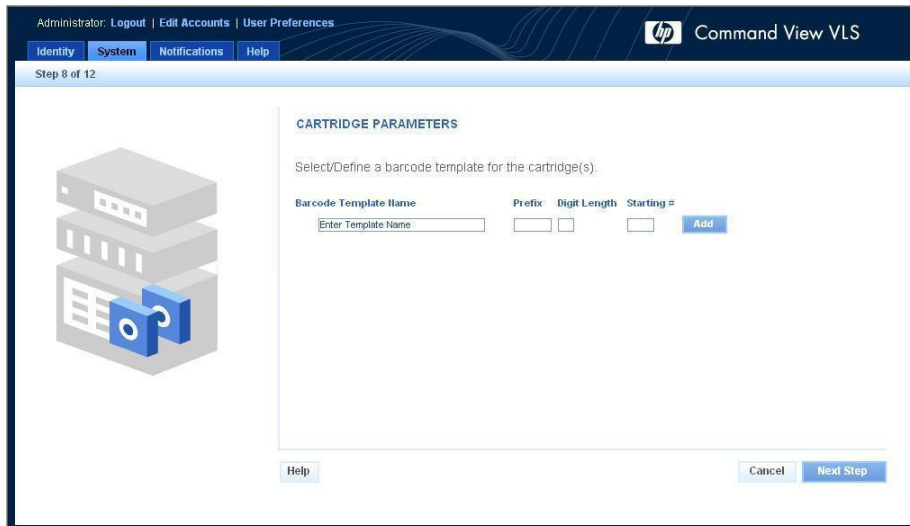 Administrator: Logout | Edit Accounts | User Preferences
hp Command View VLS
Identity System Notifications Help
Step 8 of 12
CARTRIDGE PARAMETERS
Select/Define a barcode template for the cartridge(s).
Barcode Template Name Prefix Digit Length Starting #
Enter Template Name Add
Help Cancel Next Step